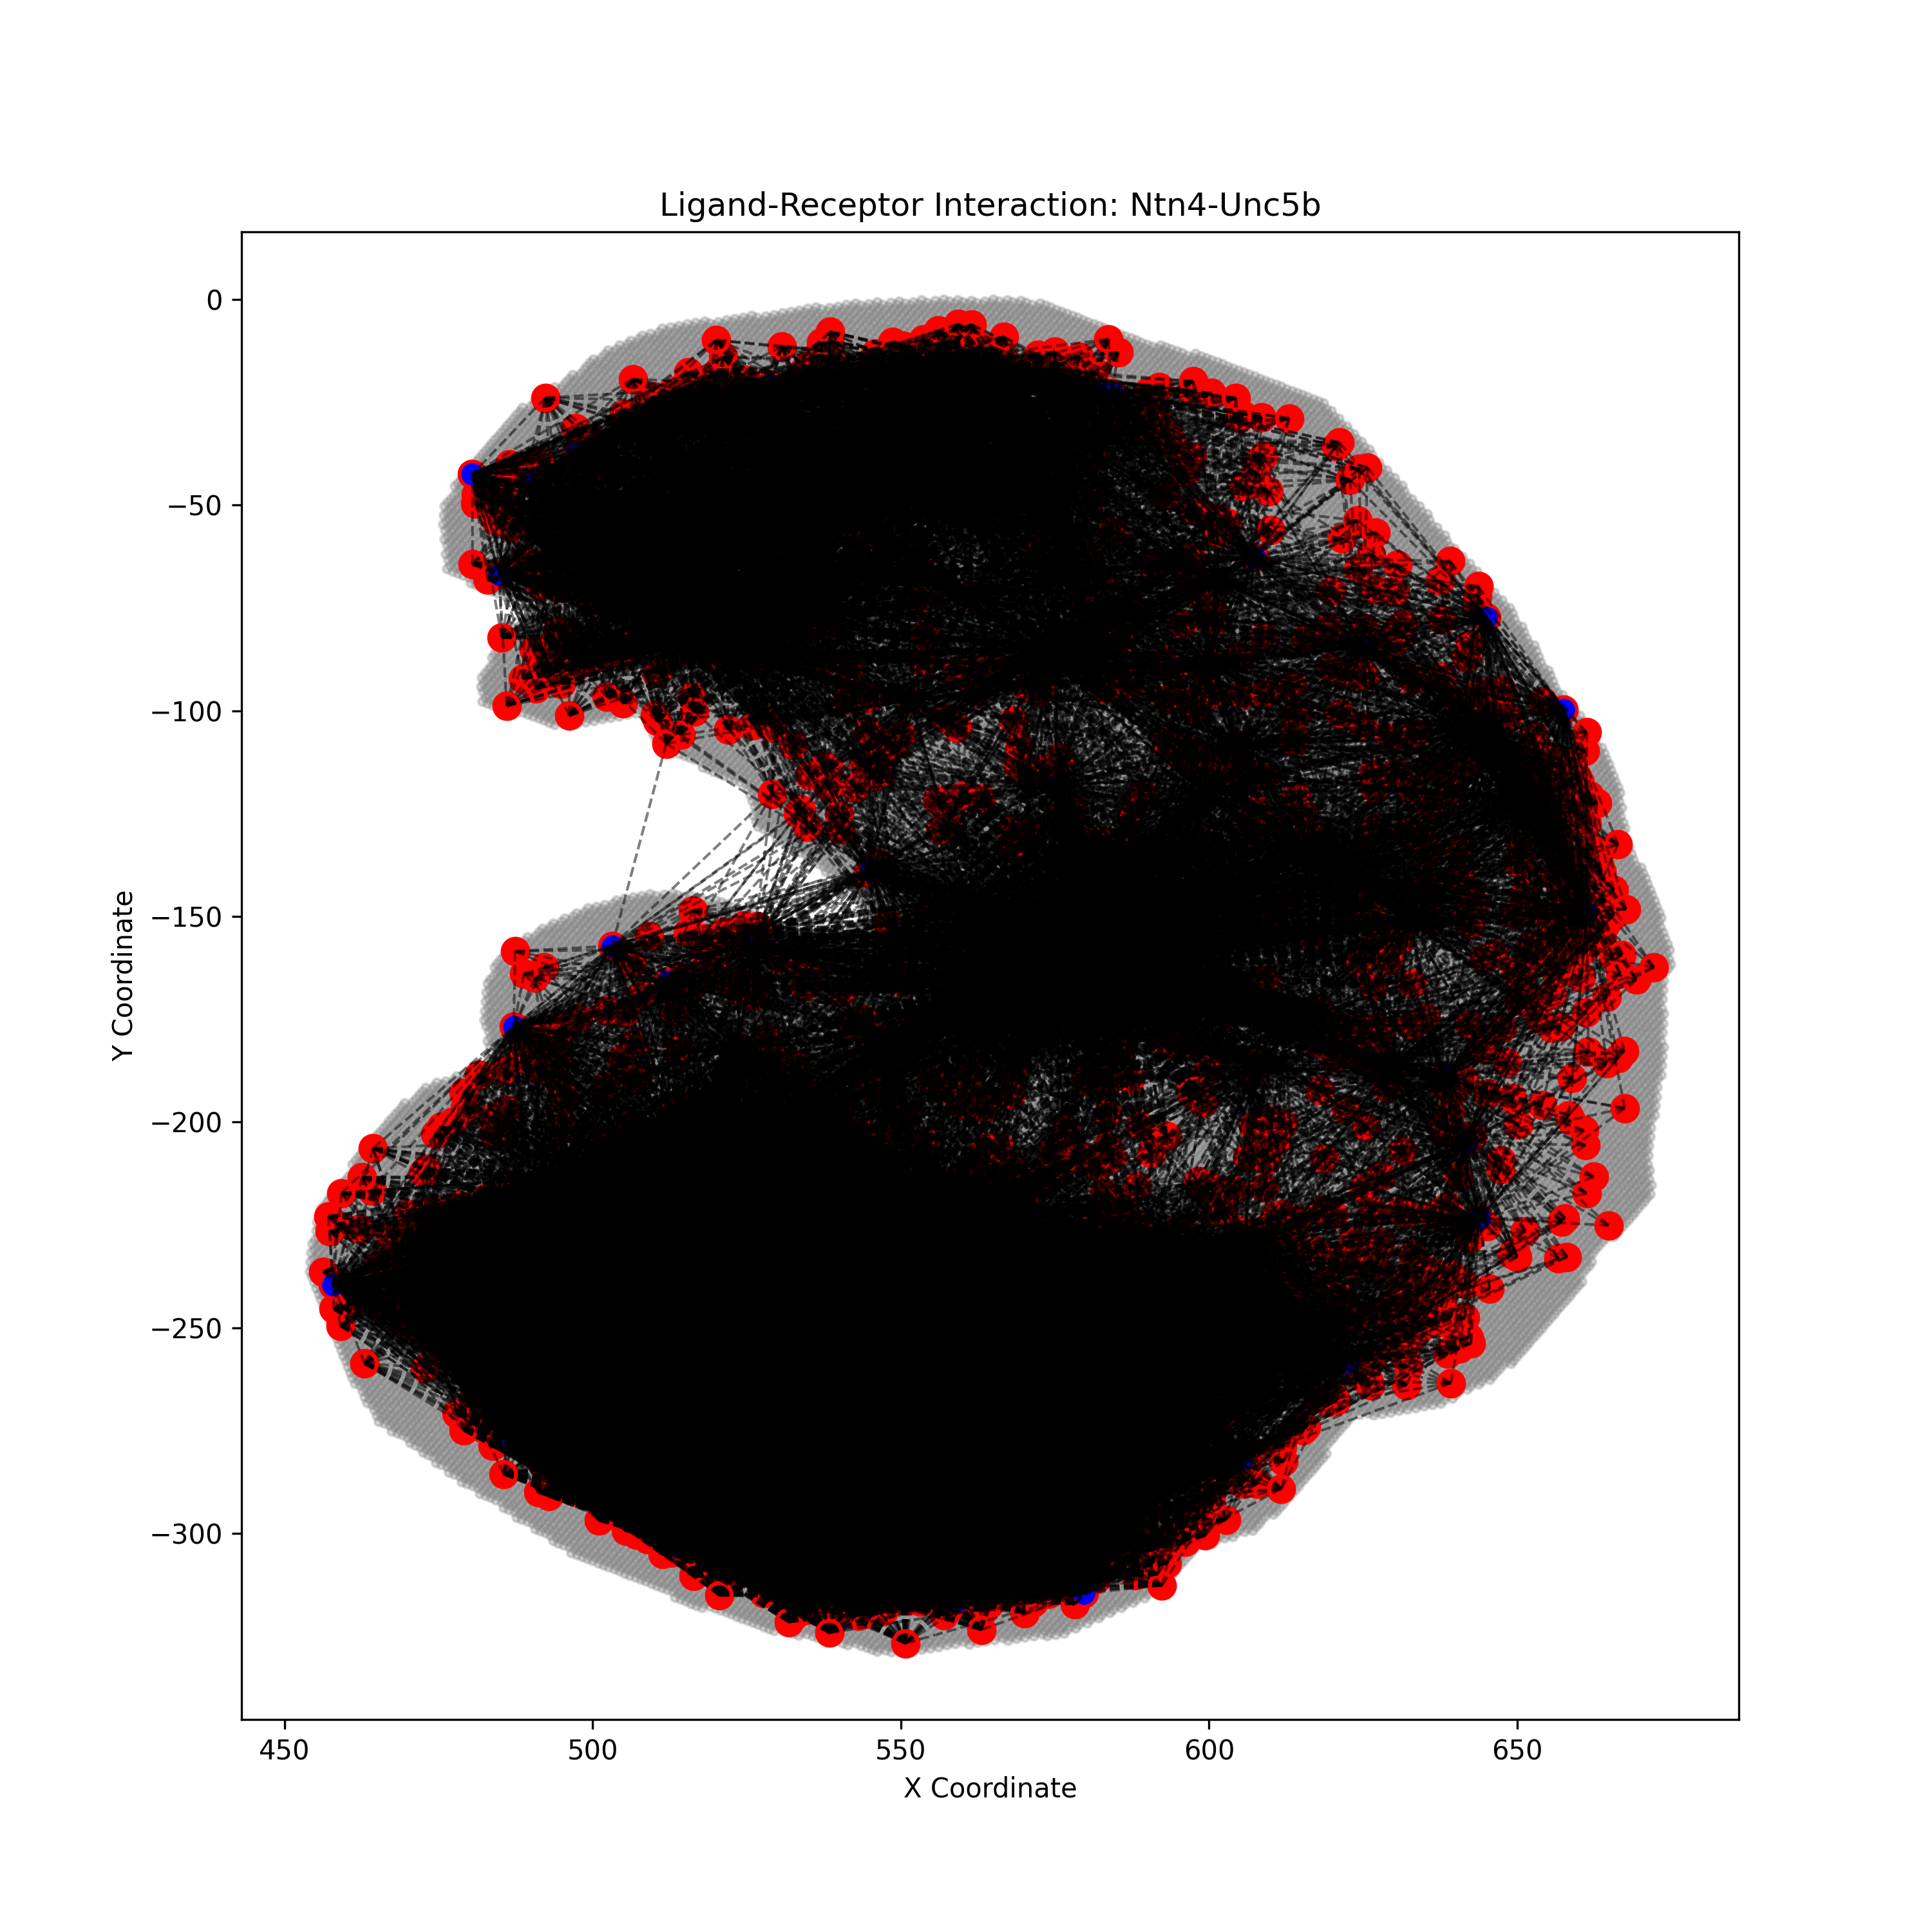 Ligand-Receptor Interaction: Ntn4-Unc5b
0
−50
−100
−150
−200
−250
−300
Y Coordinate
450 500 550 600 650
X Coordinate